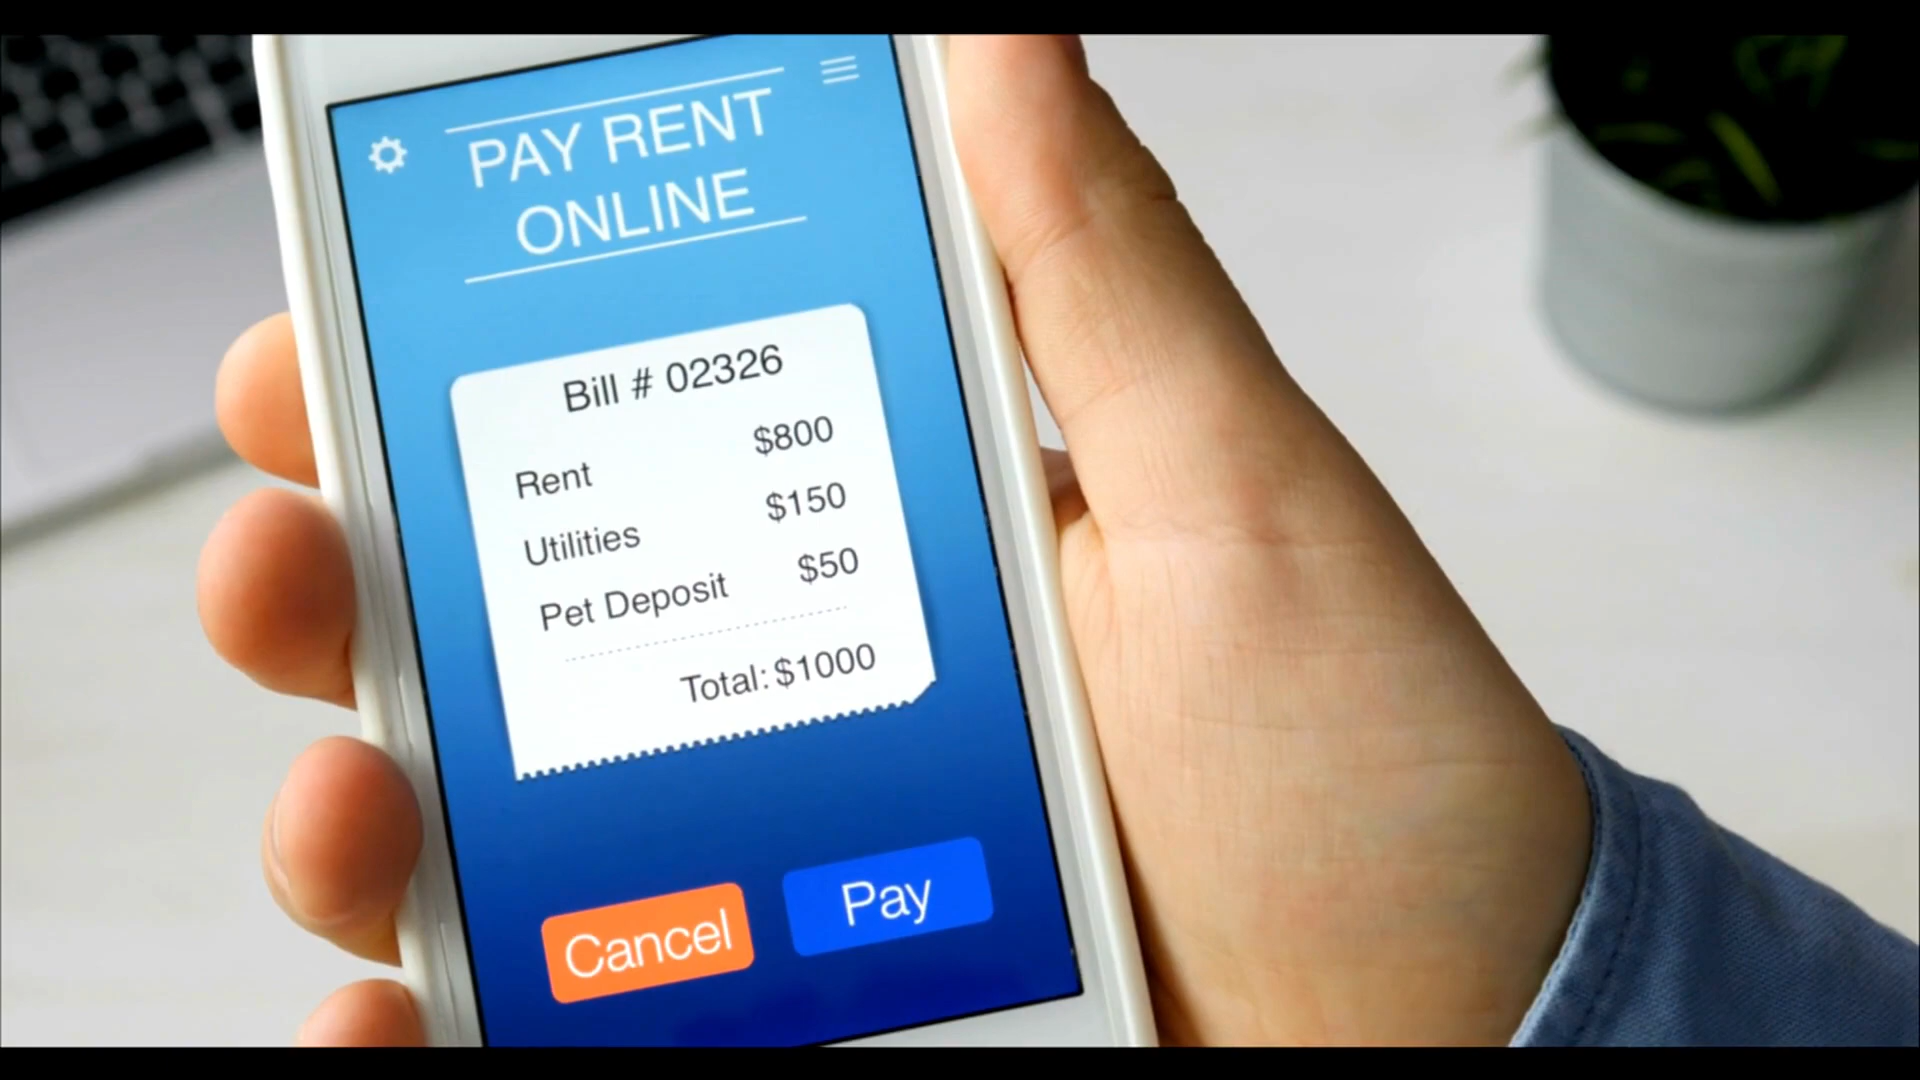 PAY RENT
ONLINE
Bill # 02326
Rent $800
Utilities $150
Pet Deposit $50
Total: $1000
Cancel Pay